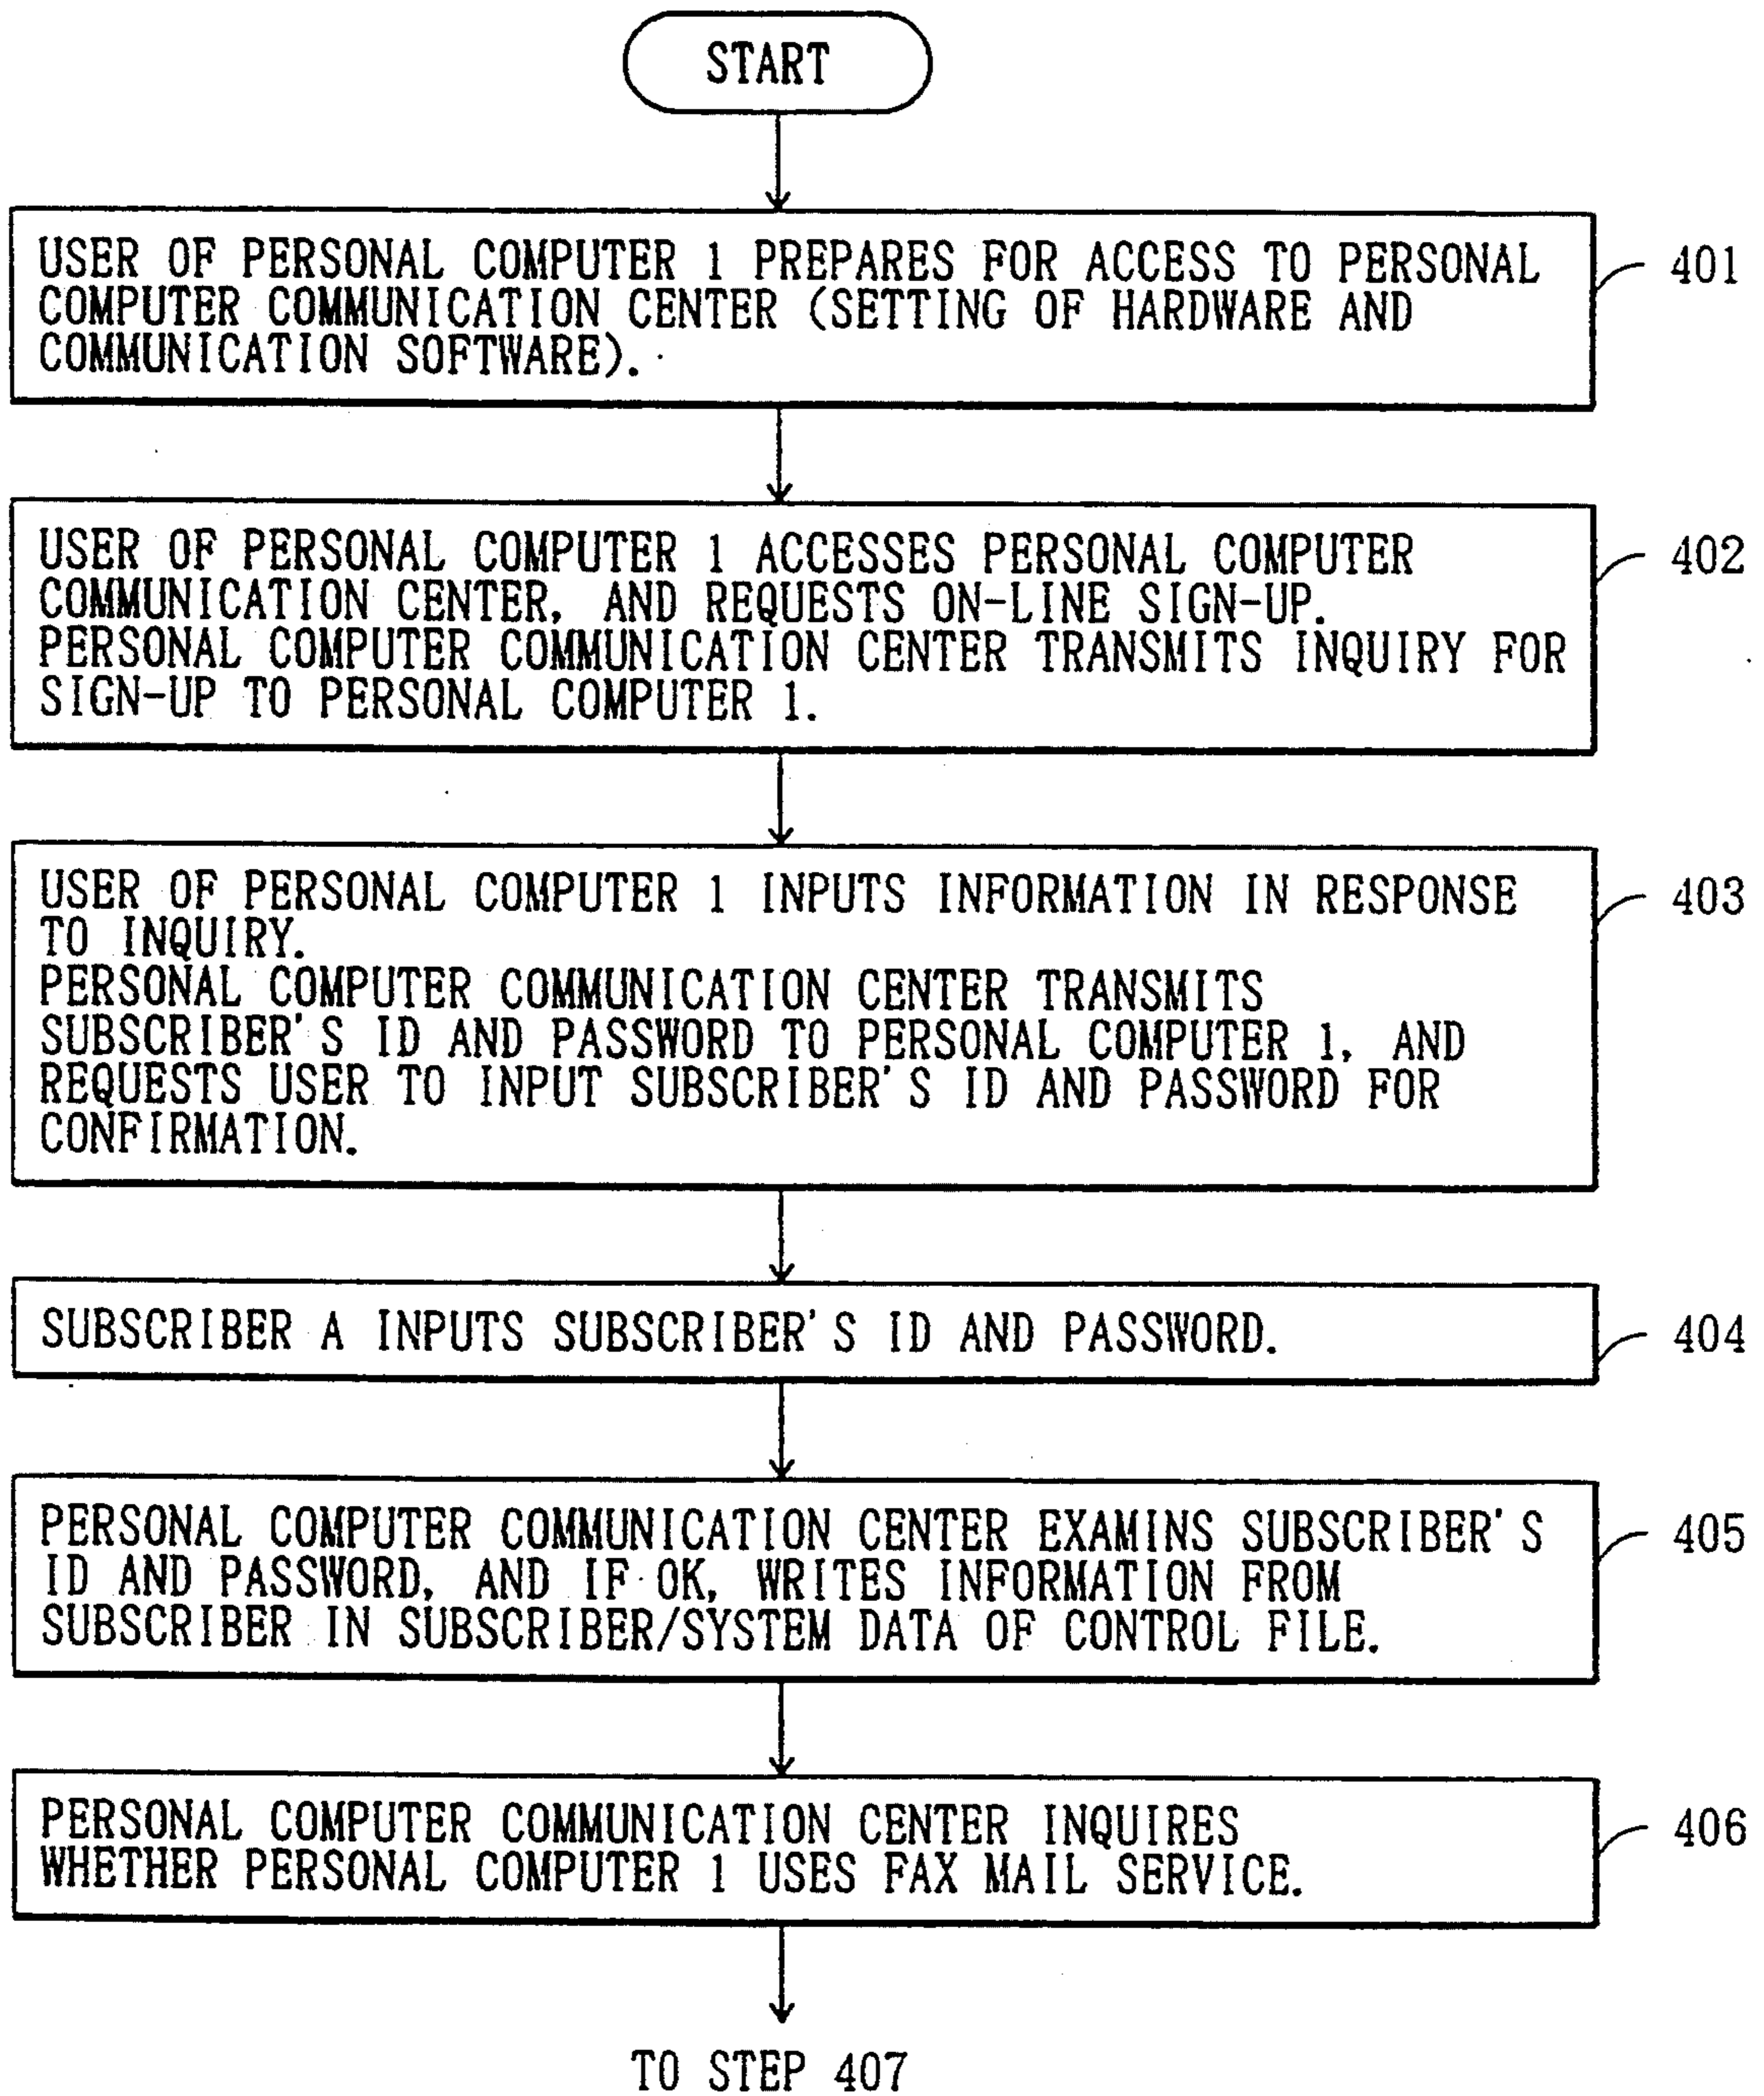 START
USER OF PERSONAL COMPUTER 1 PREPARES FOR ACCESS TO PERSONAL
COMPUTER COMMUNICATION CENTER (SETTING OF HARDWARE AND
COMMUNICATION SOFTWARE).
401
USER OF PERSONAL COMPUTER 1 ACCESSES PERSONAL COMPUTER
COMMUNICATION CENTER, AND REQUESTS ON-LINE SIGN-UP.
PERSONAL COMPUTER COMMUNICATION CENTER TRANSMITS INQUIRY FOR
SIGN-UP TO PERSONAL COMPUTER 1.
402
USER OF PERSONAL COMPUTER 1 INPUTS INFORMATION IN RESPONSE
TO INQUIRY.
PERSONAL COMPUTER COMMUNICATION CENTER TRANSMITS
SUBSCRIBER'S ID AND PASSWORD TO PERSONAL COMPUTER 1, AND
REQUESTS USER TO INPUT SUBSCRIBER'S ID AND PASSWORD FOR
CONFIRMATION.
403
SUBSCRIBER A INPUTS SUBSCRIBER'S ID AND PASSWORD.
404
PERSONAL COMPUTER COMMUNICATION CENTER EXAMINS SUBSCRIBER'S
ID AND PASSWORD, AND IF OK, WRITES INFORMATION FROM
SUBSCRIBER IN SUBSCRIBER/SYSTEM DATA OF CONTROL FILE.
405
PERSONAL COMPUTER COMMUNICATION CENTER INQUIRES
WHETHER PERSONAL COMPUTER 1 USES FAX MAIL SERVICE.
406
TO STEP 407